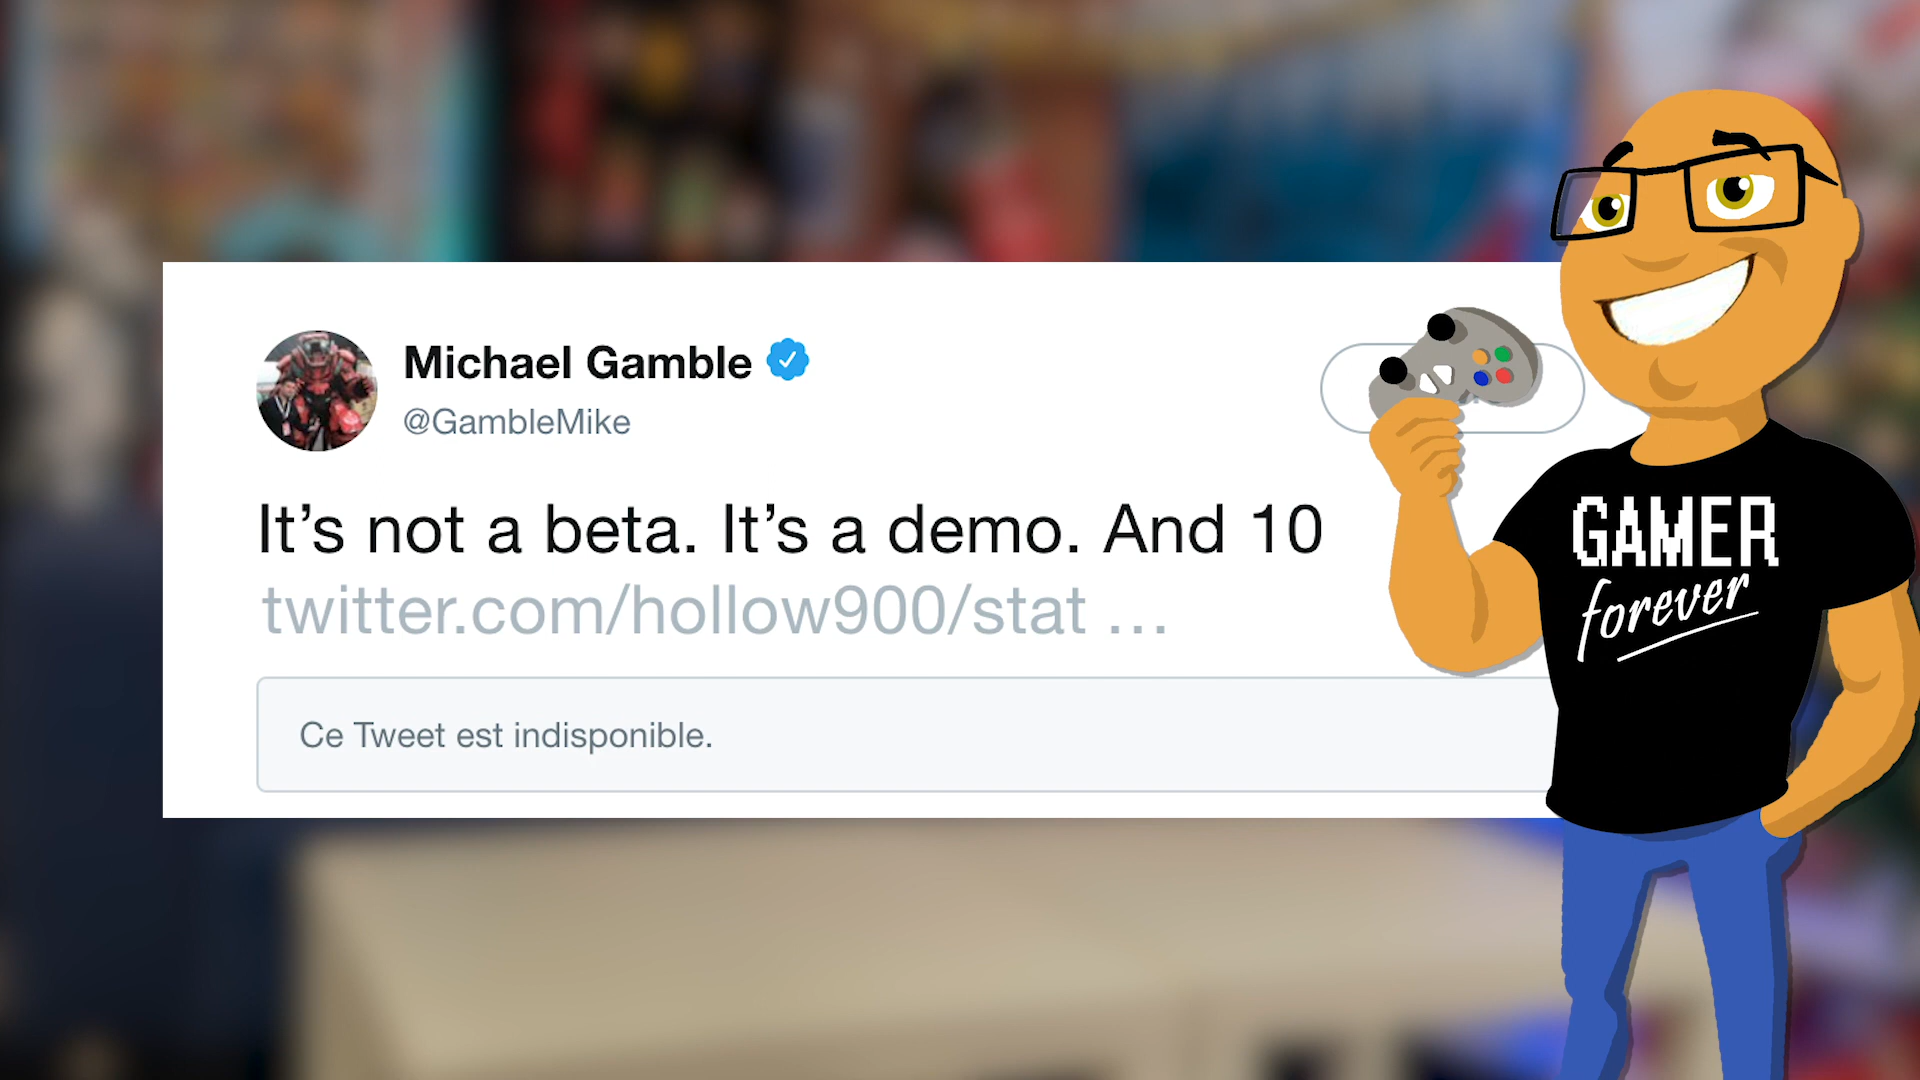 Michael Gamble
@GambleMike
It’s not a beta. It’s a demo. And 10
twitter.com/hollow900/stat …
Ce Tweet est indisponible.
GAMER
forever